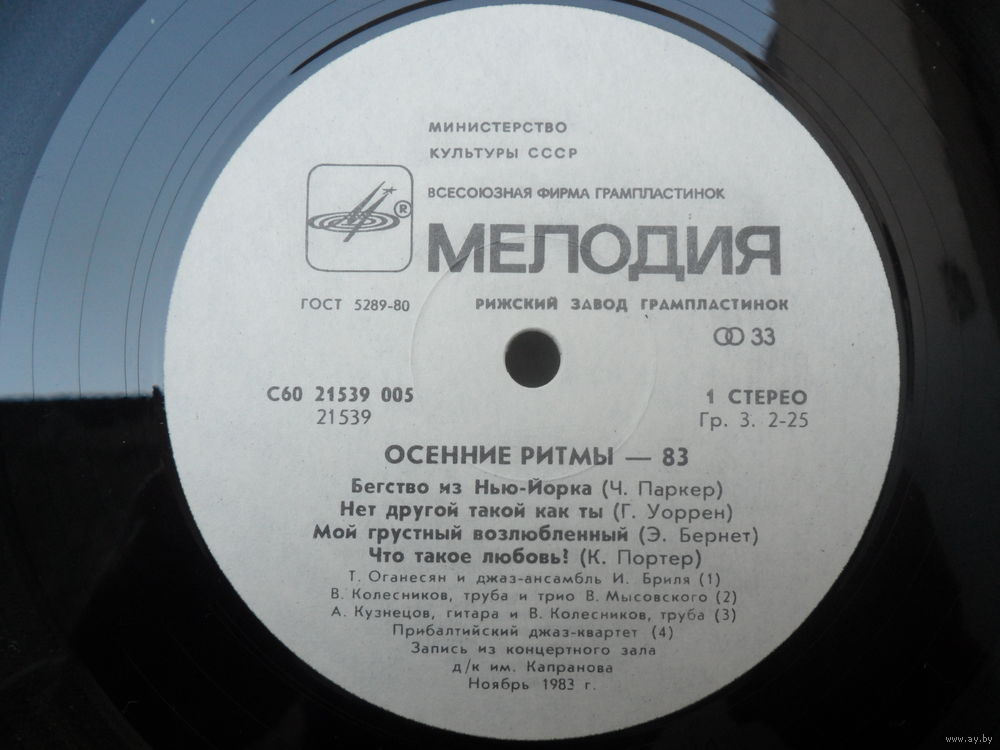 МИНИСТЕРСТВО
КУЛЬТУРЫ СССР
ВСЕСОЮЗНАЯ ФИРМА ГРАМПЛАСТИНОК
®
МЕЛОДИЯ
ГОСТ 5289-80
РИЖСКИЙ ЗАВОД ГРАМПЛАСТИНОК
33
С60 21539 005
1 СТЕРЕО
21539
Гр. 3. 2-25
ОСЕННИЕ РИТМЫ — 83
Бегство из Нью-Йорка (Ч. Паркер)
Нет другой такой как ты (Г. Уоррен)
Мой грустный возлюбленный (Э. Бернет)
Что такое любовь? (К. Портер)
Т. Оганесян и джаз-ансамбль И. Бриля (1)
В. Колесников, труба и трио В. Мысовского (2)
А. Кузнецов, гитара и В. Колесников, труба (3)
Прибалтийский джаз-квартет (4)
Запись из концертного зала
д/к им. Капранова
Ноябрь 1983 г.
www.ay.by